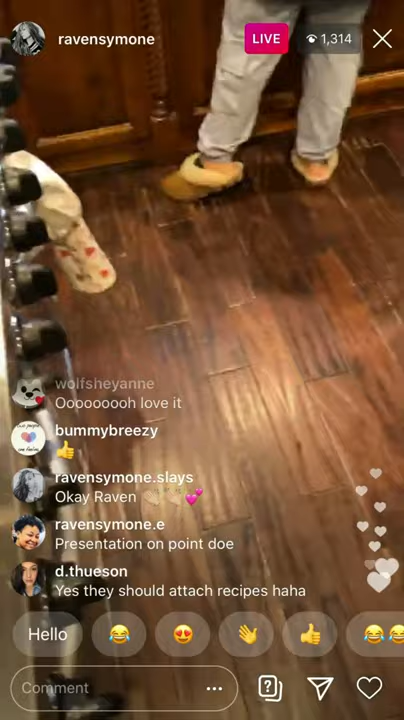 ravensymone
LIVE
1,314
wolfsheyanne
Ooooooooh love it
bummybreezy
👍
ravensymone.slays
Okay Raven 👏🏼👏🏼💕
ravensymone.e
Presentation on point doe
d.thueson
Yes they should attach recipes haha
Hello 😂 😍 👋 👍 😂😂
Comment